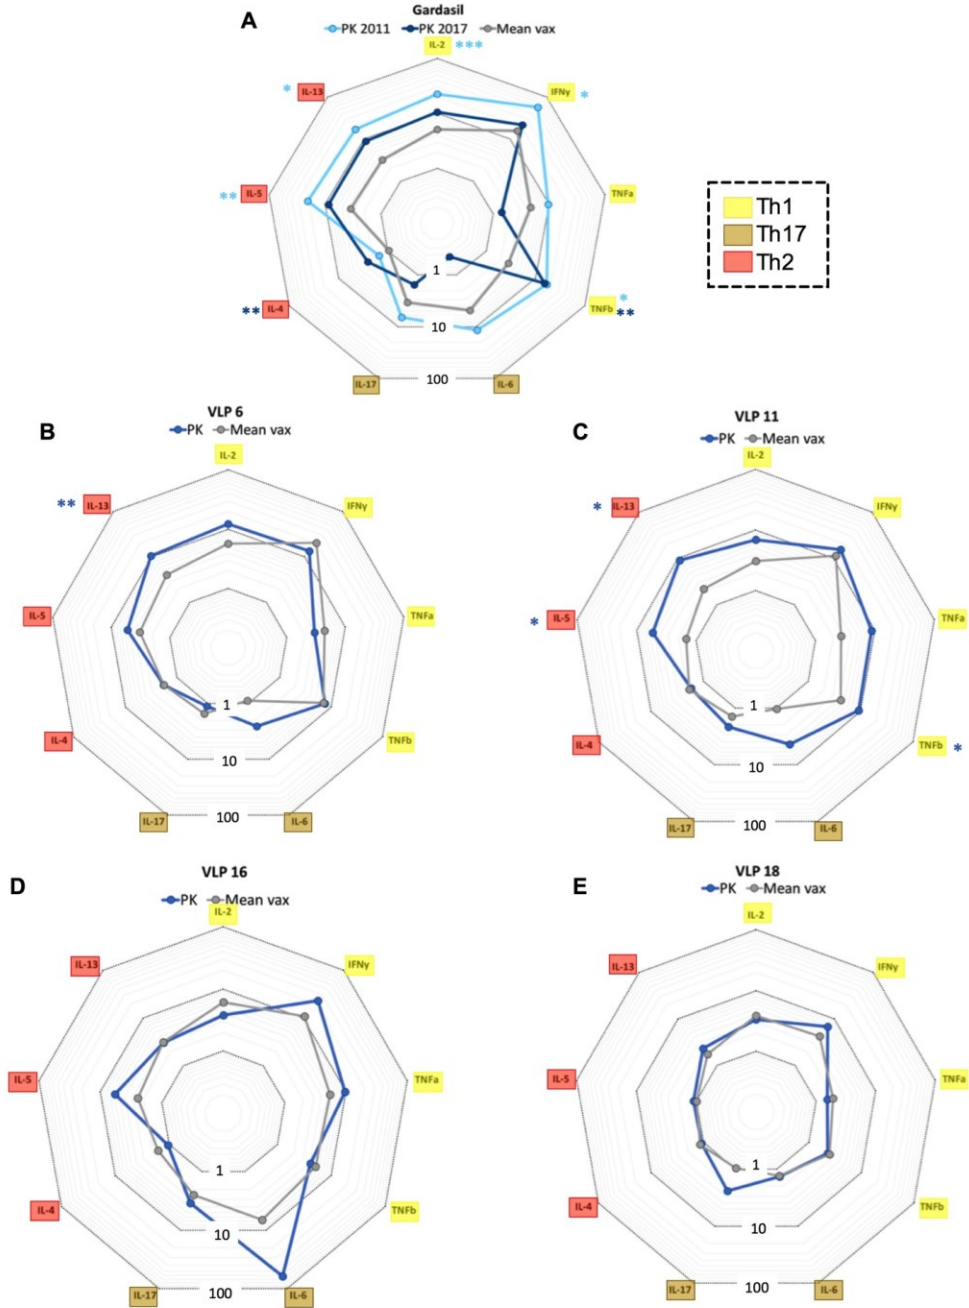 A
Gardasil
PK 2011 PK 2017 Mean vax
IL-2 ***
* IL-13
IFNγ *
** IL-5
TNFa
** IL-4
TNFb *
**
IL-17
IL-6
1
10
100
Th1
Th17
Th2
B
VLP 6
PK Mean vax
IL-2
** IL-13
IFNγ
IL-5
TNFa
IL-4
TNFb
IL-17
IL-6
1
10
100
C
VLP 11
PK Mean vax
IL-2
* IL-13
IFNγ
* IL-5
TNFa
IL-4
TNFb *
IL-17
IL-6
1
10
100
D
VLP 16
PK Mean vax
IL-2
IL-13
IFNγ
IL-5
TNFa
IL-4
TNFb
IL-17
IL-6
1
10
100
E
VLP 18
PK Mean vax
IL-2
IL-13
IFNγ
IL-5
TNFa
IL-4
TNFb
IL-17
IL-6
1
10
100